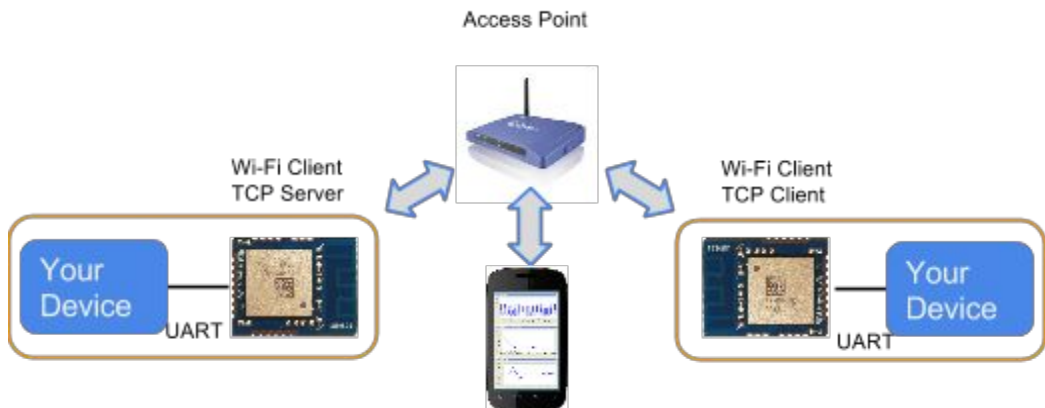 Access Point
Wi-Fi Client
TCP Server
Wi-Fi Client
TCP Client
Your
Device
UART
Your
Device
UART